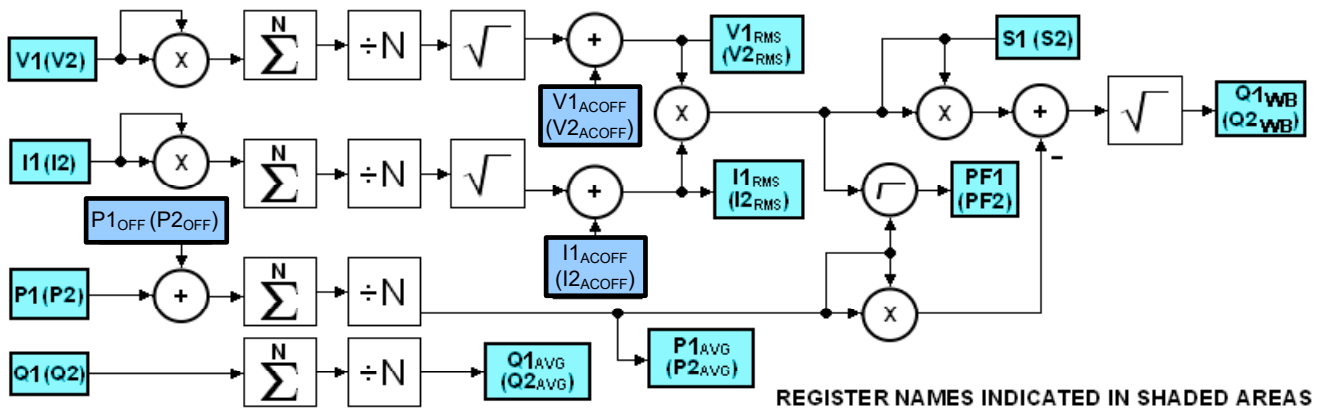 V1(V2)
X
N
∑
÷N
√
+
V1RMS
(V2RMS)
S1 (S2)
V1ACOFF
(V2ACOFF)
X
X
+
√
Q1WB
(Q2WB)
I1(I2)
X
N
∑
÷N
√
+
I1RMS
(I2RMS)
–
PF1
(PF2)
P1OFF (P2OFF)
I1ACOFF
(I2ACOFF)
P1(P2)
+
N
∑
÷N
X
P1AVG
(P2AVG)
Q1(Q2)
N
∑
÷N
Q1AVG
(Q2AVG)
REGISTER NAMES INDICATED IN SHADED AREAS